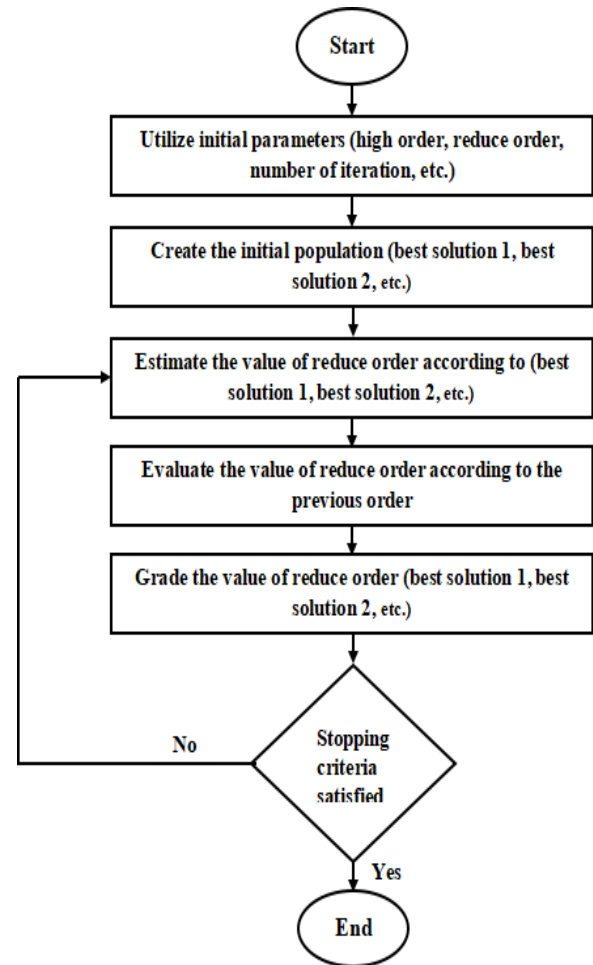 Start
Utilize initial parameters (high order, reduce order,
number of iteration, etc.)
Create the initial population (best solution 1, best
solution 2, etc.)
Estimate the value of reduce order according to (best
solution 1, best solution 2, etc.)
Evaluate the value of reduce order according to the
previous order
Grade the value of reduce order (best solution 1, best
solution 2, etc.)
Stopping
criteria
satisfied
No
Yes
End